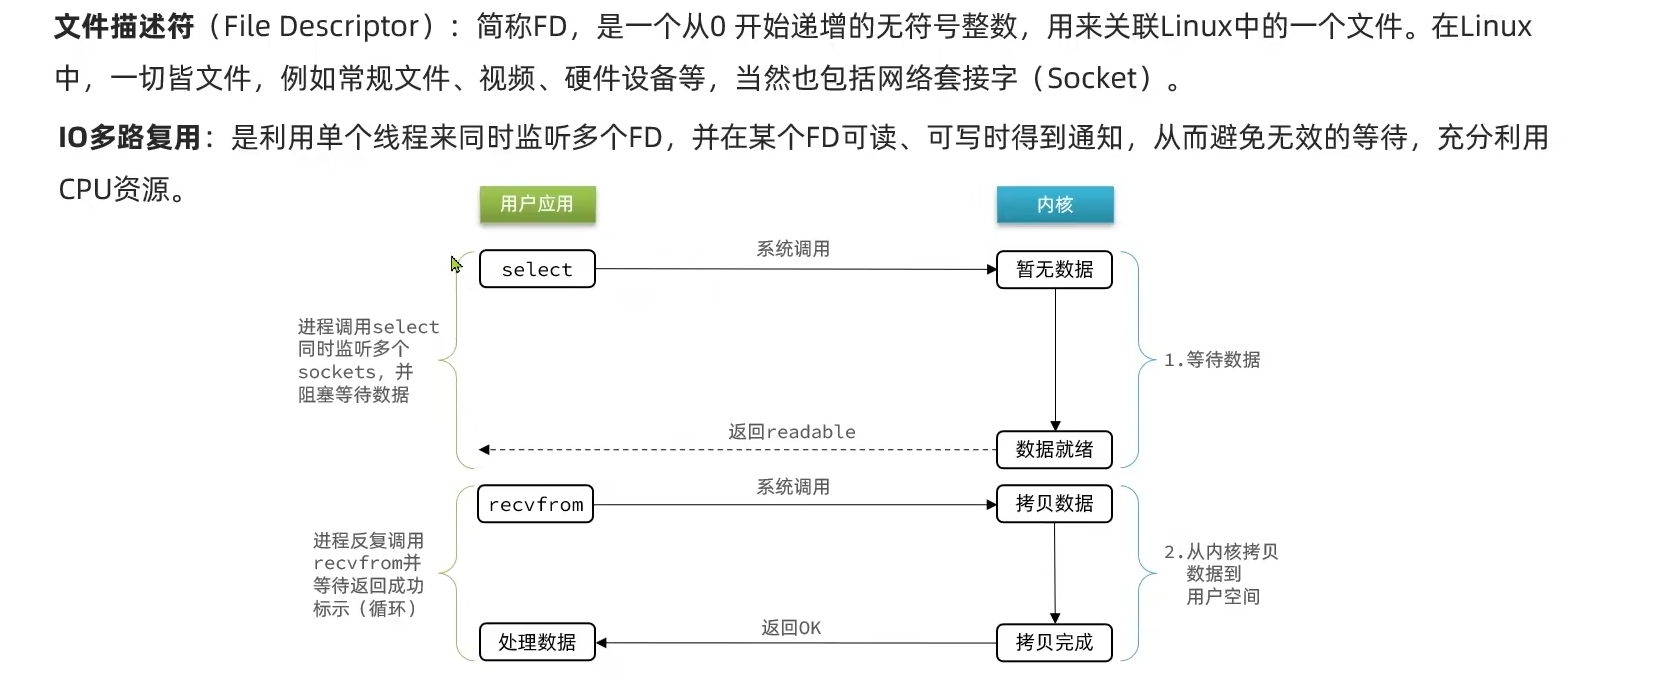 文件描述符（File Descriptor）：简称FD，是一个从0 开始递增的无符号整数，用来关联Linux中的一个文件。在Linux
中，一切皆文件，例如常规文件、视频、硬件设备等，当然也包括网络套接字（Socket）。
IO多路复用：是利用单个线程来同时监听多个FD，并在某个FD可读、可写时得到通知，从而避免无效的等待，充分利用
CPU资源。
用户应用
内核
系统调用
select
暂无数据
进程调用select
同时监听多个
sockets，并
阻塞等待数据
1.等待数据
返回readable
数据就绪
系统调用
recvfrom
拷贝数据
进程反复调用
recvfrom并
等待返回成功
标示（循环）
2.从内核拷贝
数据到
用户空间
返回OK
处理数据
拷贝完成